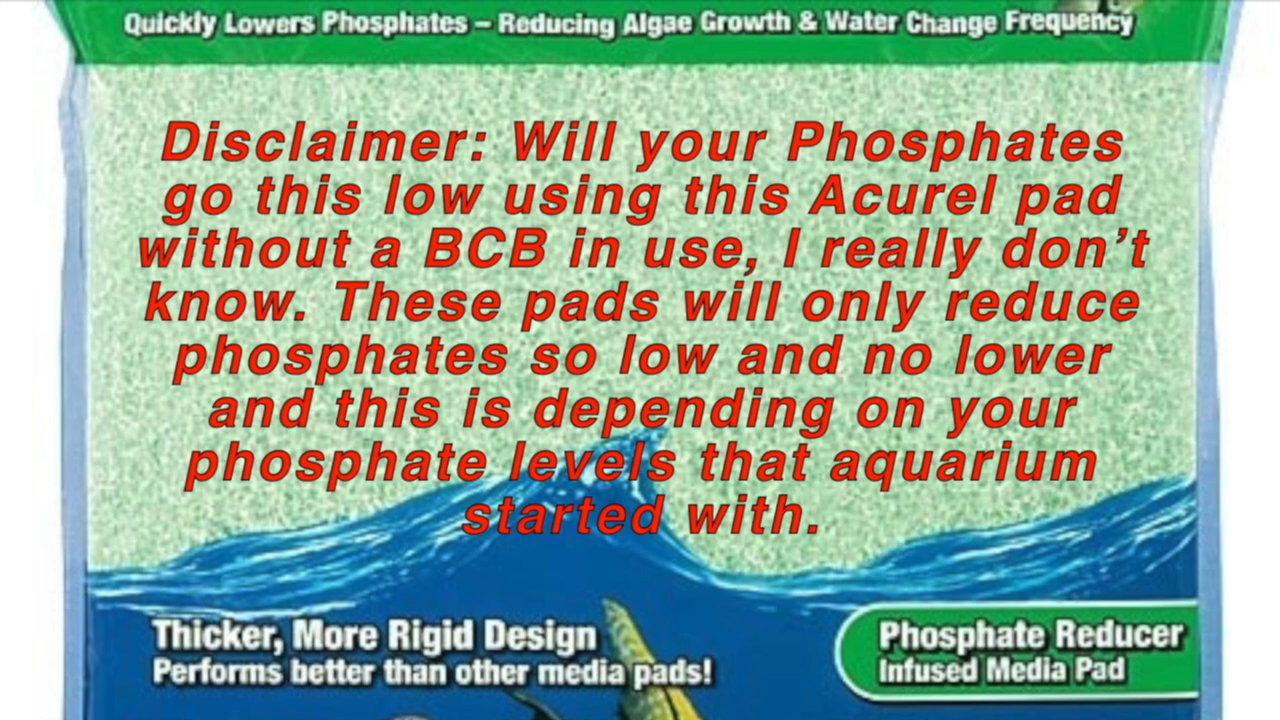 Quickly Lowers Phosphates – Reducing Algae Growth & Water Change Frequency
Disclaimer: Will your Phosphates
go this low using this Acurel pad
without a BCB in use, I really don’t
know. These pads will only reduce
phosphates so low and no lower
and this is depending on your
phosphate levels that aquarium
started with.
Thicker, More Rigid Design
Performs better than other media pads!
Phosphate Reducer
Infused Media Pad